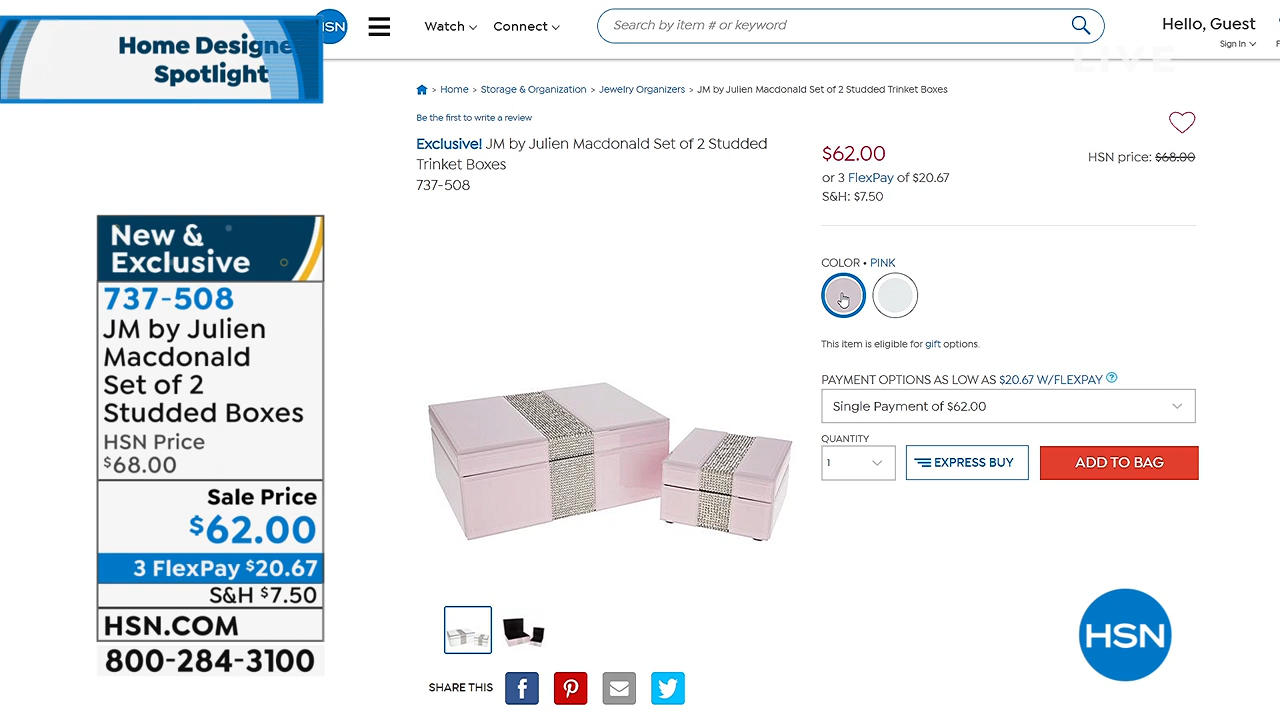 Home Designe
Spotlight
HSN
Watch
Connect
Search by item # or keyword
Hello, Guest
Sign In
LIVE
Home > Storage & Organization > Jewelry Organizers > JM by Julien Macdonald Set of 2 Studded Trinket Boxes
Be the first to write a review
Exclusive! JM by Julien Macdonald Set of 2 Studded
Trinket Boxes
737-508
$62.00
HSN price: $68.00
or 3 FlexPay of $20.67
S&H: $7.50
COLOR • PINK
This item is eligible for gift options.
PAYMENT OPTIONS AS LOW AS $20.67 W/FLEXPAY ?
Single Payment of $62.00
QUANTITY
1
EXPRESS BUY
ADD TO BAG
New &
Exclusive
737-508
JM by Julien
Macdonald
Set of 2
Studded Boxes
HSN Price
$68.00
Sale Price
$62.00
3 FlexPay $20.67
S&H $7.50
HSN.COM
800-284-3100
SHARE THIS
HSN